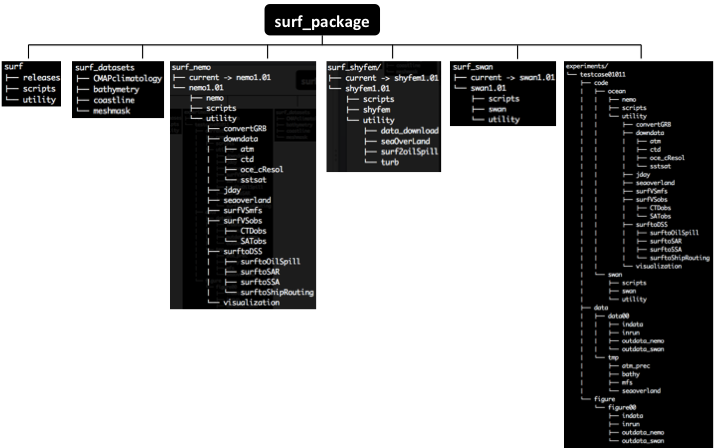 surf_package
surf
├── releases
├── scripts
└── utility
surf_datasets
├── CMAPclimatology
├── bathymetry
├── coastline
└── meshmask
surf_nemo
├── current -> nemo1.01
└── nemo1.01
├── nemo
├── scripts
└── utility
├── convertGRB
├── downdata
│ ├── atm
│ ├── ctd
│ ├── oce_cResol
│ └── sstsat
├── jday
├── seaoverland
├── surfVSmfs
├── surfVSobs
│ ├── CTDobs
│ └── SATobs
├── surftoDSS
│ ├── surftoOilSpill
│ ├── surftoSAR
│ ├── surftoSSA
│ └── surftoShipRouting
└── visualization
surf_shyfem/
├── current -> shyfem1.01
└── shyfem1.01
├── scripts
├── shyfem
└── utility
├── data_download
├── seaOverLand
├── surf2oilSpill
└── turb
surf_swan
├── current -> swan1.01
└── swan1.01
├── scripts
├── swan
└── utility
experiments/
└── testcase01011
├── code
│ ├── ocean
│ │ ├── nemo
│ │ ├── scripts
│ │ └── utility
│ │ ├── convertGRB
│ │ ├── downdata
│ │ │ ├── atm
│ │ │ ├── ctd
│ │ │ ├── oce_cResol
│ │ │ └── sstsat
│ │ ├── jday
│ │ ├── seaoverland
│ │ ├── surfVSmfs
│ │ ├── surfVSobs
│ │ │ ├── CTDobs
│ │ │ └── SATobs
│ │ ├── surftoDSS
│ │ │ ├── surftoOilSpill
│ │ │ ├── surftoSAR
│ │ │ ├── surftoSSA
│ │ │ └── surftoShipRouting
│ │ └── visualization
│ └── swan
│ ├── scripts
│ ├── swan
│ └── utility
├── data
│ ├── data00
│ │ ├── indata
│ │ ├── inrun
│ │ ├── outdata_nemo
│ │ └── outdata_swan
│ └── tmp
│ ├── atm_prec
│ ├── bathy
│ ├── mfs
│ └── seaoverland
└── figure
└── figure00
├── indata
├── inrun
├── outdata_nemo
└── outdata_swan